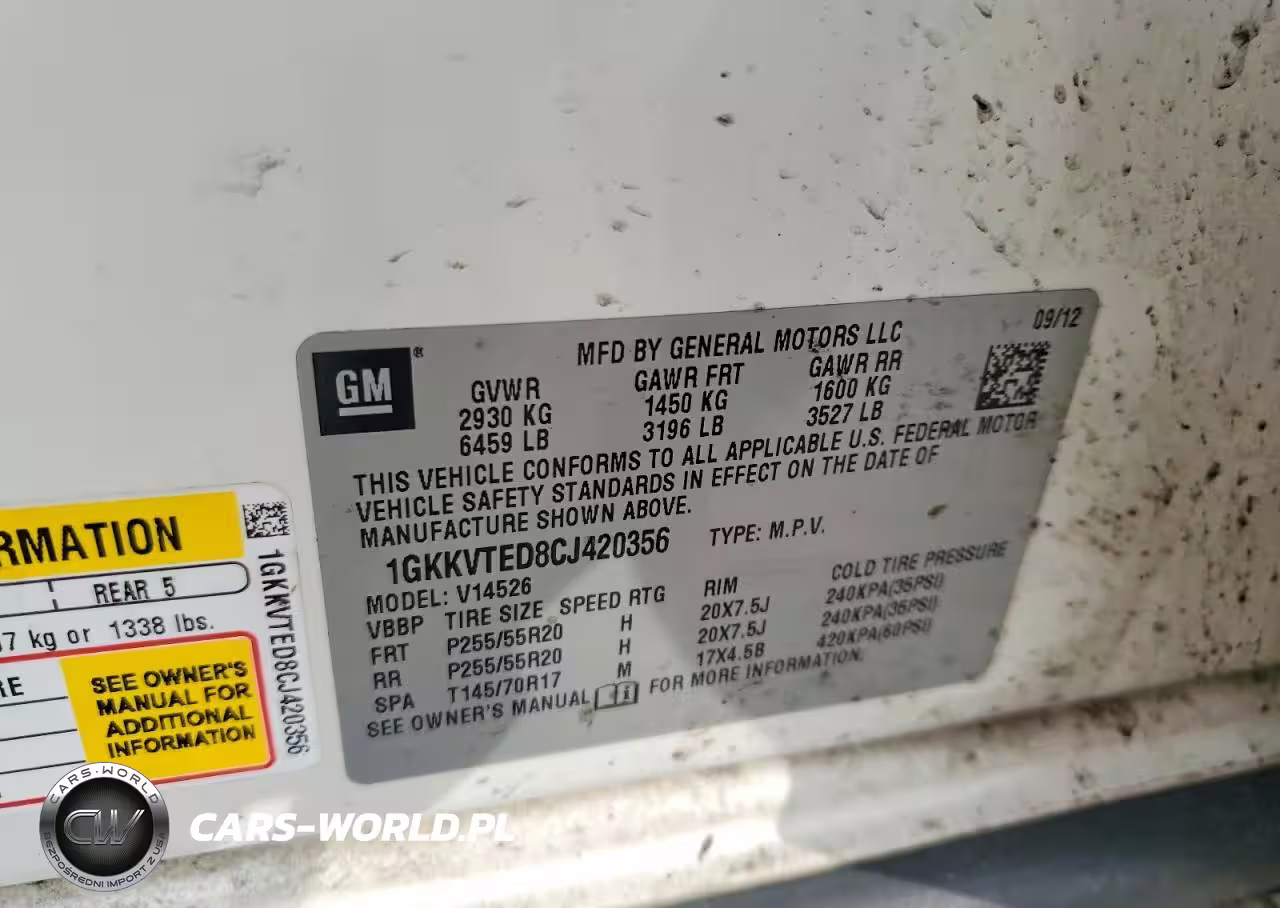 GM®
MFD BY GENERAL MOTORS LLC
09/12
GVWR GAWR FRT GAWR RR
2930 KG 1450 KG 1600 KG
6459 LB 3196 LB 3527 LB
THIS VEHICLE CONFORMS TO ALL APPLICABLE U.S. FEDERAL MOTOR
VEHICLE SAFETY STANDARDS IN EFFECT ON THE DATE OF
MANUFACTURE SHOWN ABOVE.
1GKKVTED8CJ420356 TYPE: M.P.V.
MODEL: V14526
VBBP TIRE SIZE SPEED RTG RIM COLD TIRE PRESSURE
FRT P255/55R20 H 20X7.5J 240KPA(35PSI)
RR P255/55R20 H 20X7.5J 240KPA(35PSI)
SPA T145/70R17 M 17X4.5B 420KPA(60PSI)
SEE OWNER'S MANUAL FOR MORE INFORMATION.
RMATION
REAR 5
7 kg or 1338 lbs.
RE
SEE OWNER'S
MANUAL FOR
ADDITIONAL
INFORMATION
1GKKVTED8CJ420356
CARS-WORLD
CW
BEZPOŚREDNI IMPORT Z USA
CARS-WORLD.PL